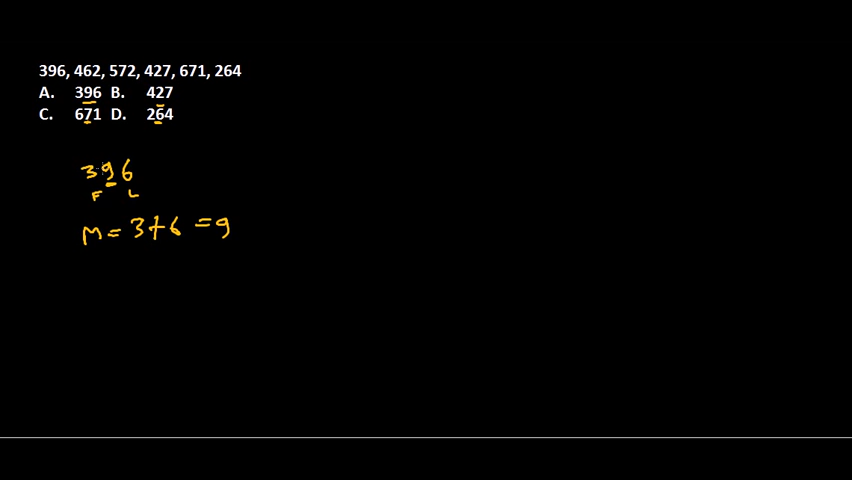 396, 462, 572, 427, 671, 264
A. 396 B. 427
C. 671 D. 264
396
F L
M = 3+6 = 9